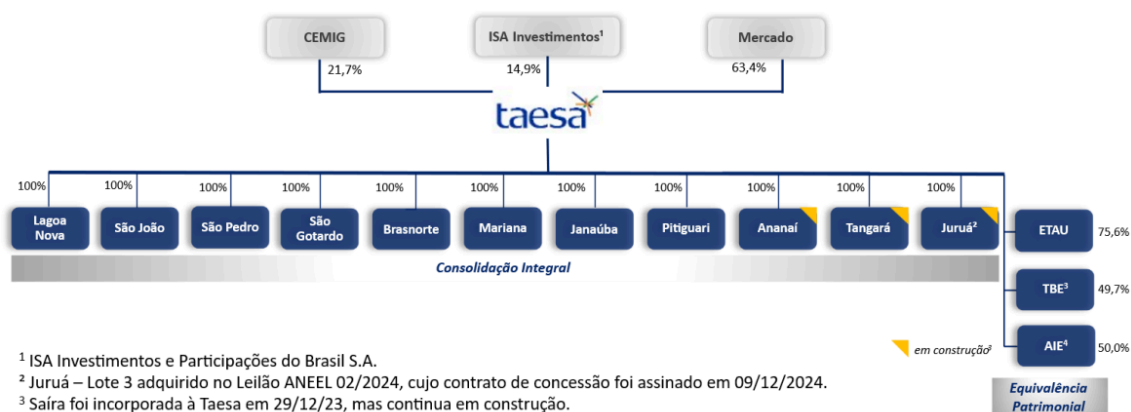 CEMIG
ISA Investimentos¹
Mercado
21,7%
14,9%
63,4%
taesa
100% 100% 100% 100% 100% 100% 100% 100% 100% 100% 100%
Lagoa Nova
São João
São Pedro
São Gotardo
Brasnorte
Mariana
Janaúba
Pitiguari
Ananaí
Tangará
Juruá²
Consolidação Integral
ETAU 75,6%
TBE³ 49,7%
AIE⁴ 50,0%
em construção³
Equivalência
Patrimonial
¹ ISA Investimentos e Participações do Brasil S.A.
² Juruá – Lote 3 adquirido no Leilão ANEEL 02/2024, cujo contrato de concessão foi assinado em 09/12/2024.
³ Saíra foi incorporada à Taesa em 29/12/23, mas continua em construção.